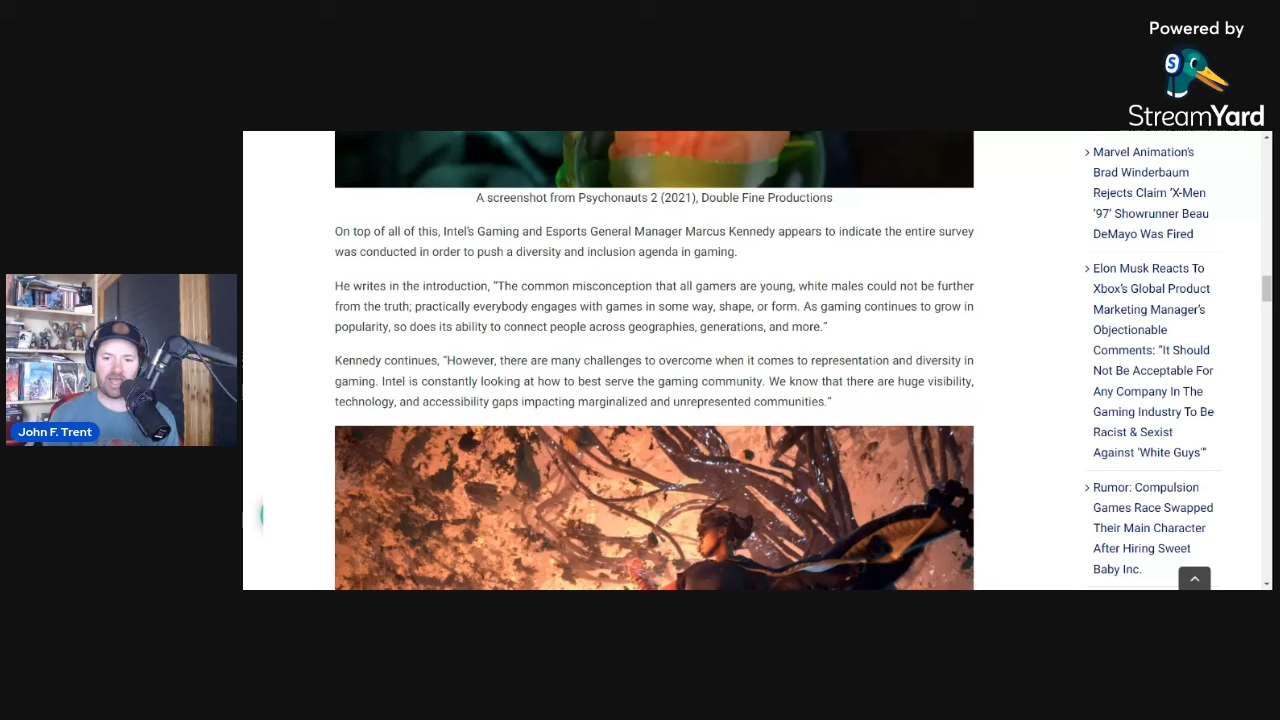 Powered by
S
StreamYard
A screenshot from Psychonauts 2 (2021), Double Fine Productions
On top of all of this, Intel's Gaming and Esports General Manager Marcus Kennedy appears to indicate the entire survey
was conducted in order to push a diversity and inclusion agenda in gaming.
He writes in the introduction, “The common misconception that all gamers are young, white males could not be further
from the truth; practically everybody engages with games in some way, shape, or form. As gaming continues to grow in
popularity, so does its ability to connect people across geographies, generations, and more.”
Kennedy continues, “However, there are many challenges to overcome when it comes to representation and diversity in
gaming. Intel is constantly looking at how to best serve the gaming community. We know that there are huge visibility,
technology, and accessibility gaps impacting marginalized and unrepresented communities.”
Marvel Animation's
Brad Winderbaum
Rejects Claim ‘X-Men
‘97’ Showrunner Beau
DeMayo Was Fired
Elon Musk Reacts To
Xbox's Global Product
Marketing Manager's
Objectionable
Comments: “It Should
Not Be Acceptable For
Any Company In The
Gaming Industry To Be
Racist & Sexist
Against ‘White Guys’”
Rumor: Compulsion
Games Race Swapped
Their Main Character
After Hiring Sweet
Baby Inc.
John F. Trent